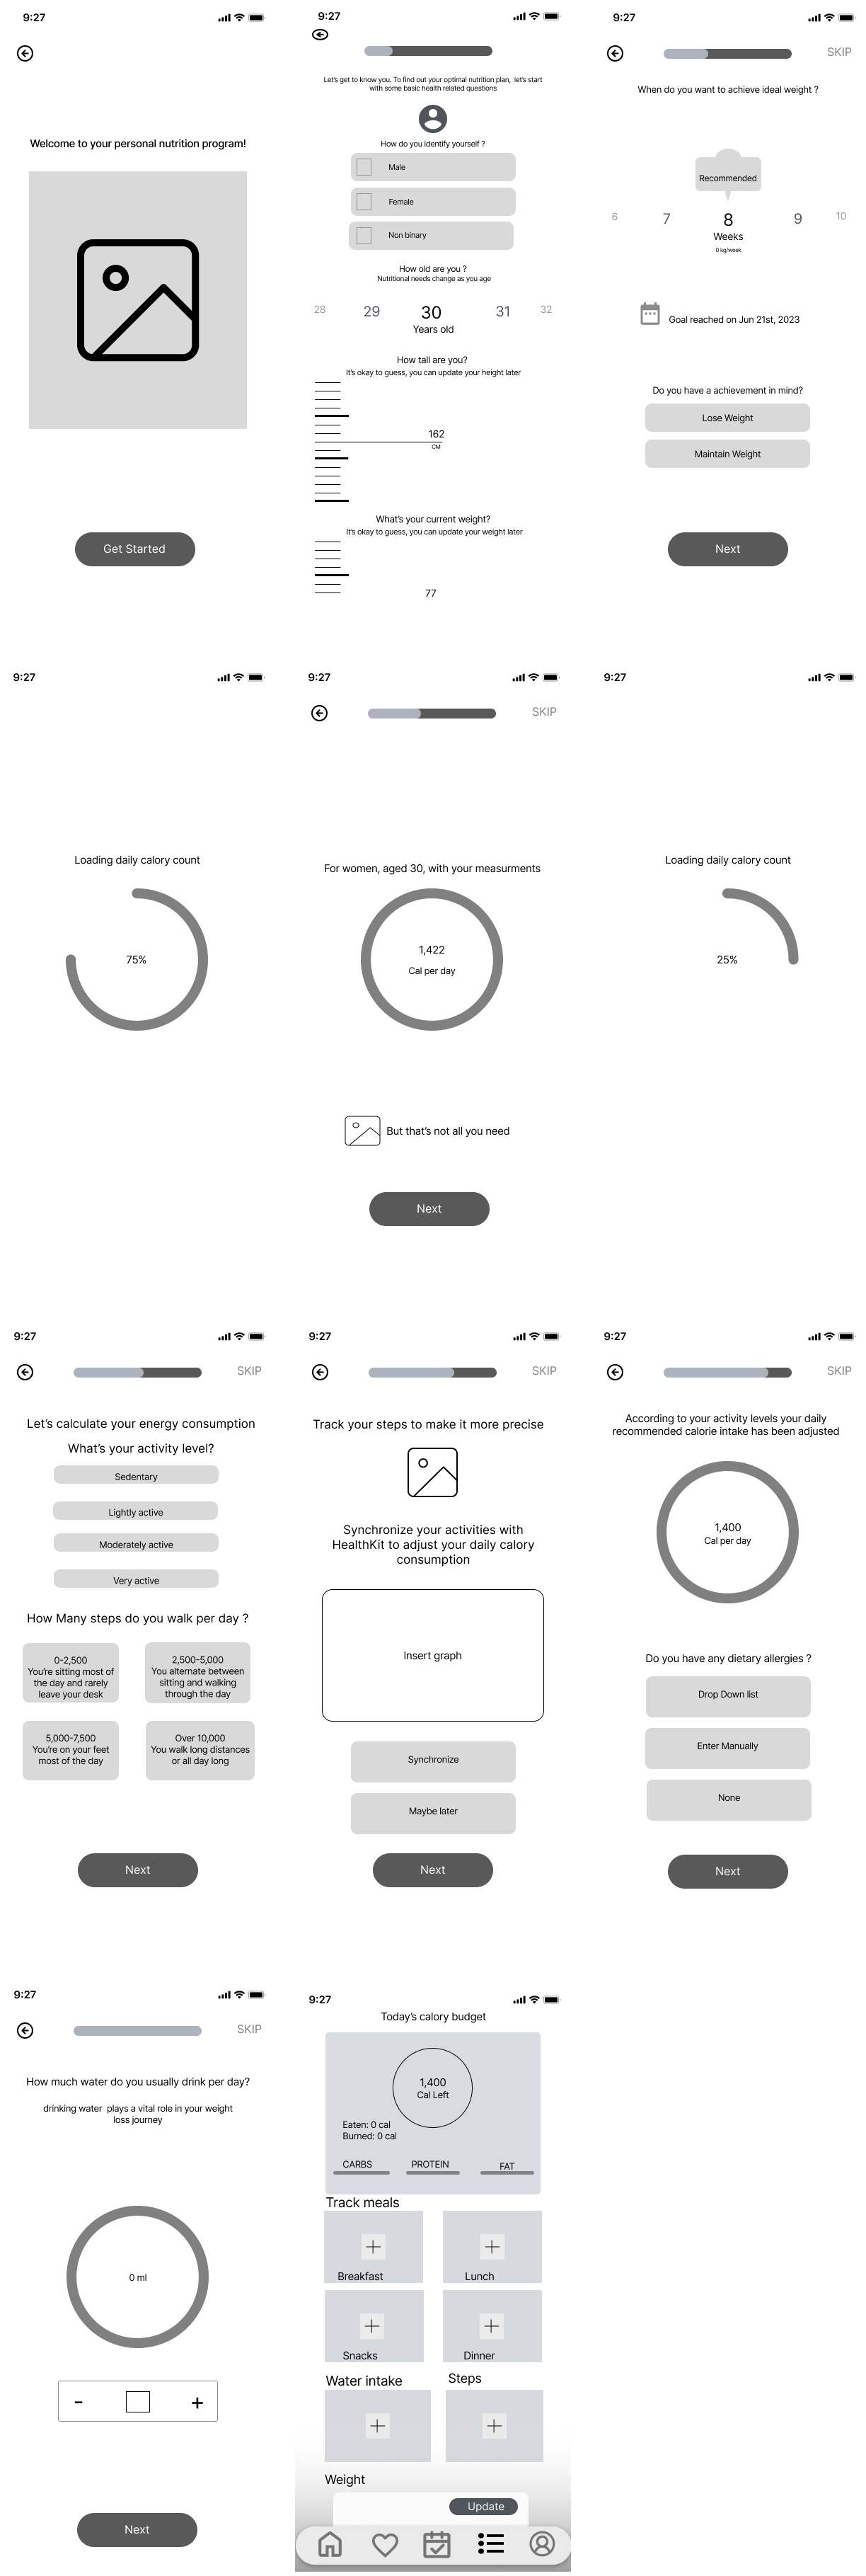 9:27
Welcome to your personal nutrition program!
Get Started
9:27
Let's get to know you. To find out your optimal nutrition plan, let's start
with some basic health related questions
How do you identify yourself ?
Male
Female
Non binary
How old are you ?
Nutritional needs change as you age
28 29 30 31 32
Years old
How tall are you?
It's okay to guess, you can update your height later
162
CM
What's your current weight?
It's okay to guess, you can update your weight later
77
9:27
SKIP
When do you want to achieve ideal weight ?
Recommended
6 7 8 9 10
Weeks
0 kg/week
Goal reached on Jun 21st, 2023
Do you have a achievement in mind?
Lose Weight
Maintain Weight
Next
9:27
Loading daily calory count
75%
9:27
SKIP
For women, aged 30, with your measurments
1,422
Cal per day
But that's not all you need
Next
9:27
Loading daily calory count
25%
9:27
SKIP
Let's calculate your energy consumption
What's your activity level?
Sedentary
Lightly active
Moderately active
Very active
How Many steps do you walk per day ?
0-2,500
You're sitting most of
the day and rarely
leave your desk
2,500-5,000
You alternate between
sitting and walking
through the day
5,000-7,500
You're on your feet
most of the day
Over 10,000
You walk long distances
or all day long
Next
9:27
SKIP
Track your steps to make it more precise
Synchronize your activities with
HealthKit to adjust your daily calory
consumption
Insert graph
Synchronize
Maybe later
Next
9:27
According to your activity levels your daily
recommended calorie intake has been adjusted
1,400
Cal per day
Do you have any dietary allergies ?
Drop Down list
Enter Manually
None
Next
9:27
SKIP
How much water do you usually drink per day?
drinking water plays a vital role in your weight
loss journey
0 ml
- +
Next
9:27
Today's calory budget
1,400
Cal Left
Eaten: 0 cal
Burned: 0 cal
CARBS PROTEIN FAT
Track meals
Breakfast Lunch
Snacks Dinner
Water intake Steps
Weight
Update